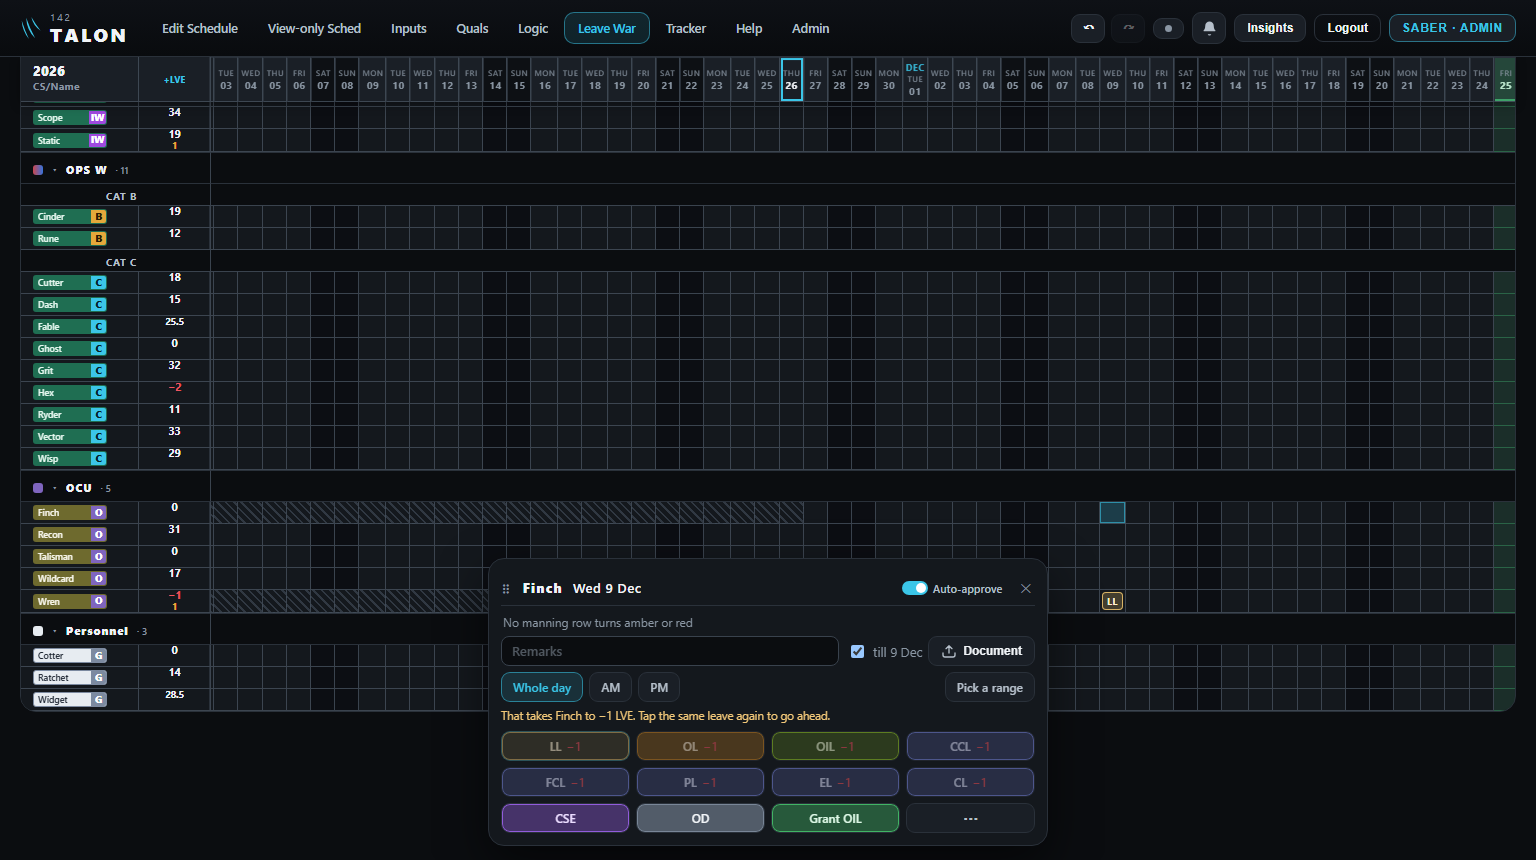 142
TALON
Edit Schedule
View-only Sched
Inputs
Quals
Logic
Leave War
Tracker
Help
Admin
Insights
Logout
SABER · ADMIN
2026
CS/Name
+LVE
TUE 03
WED 04
THU 05
FRI 06
SAT 07
SUN 08
MON 09
TUE 10
WED 11
THU 12
FRI 13
SAT 14
SUN 15
MON 16
TUE 17
WED 18
THU 19
FRI 20
SAT 21
SUN 22
MON 23
TUE 24
WED 25
THU 26
FRI 27
SAT 28
SUN 29
MON 30
DEC TUE 01
WED 02
THU 03
FRI 04
SAT 05
SUN 06
MON 07
TUE 08
WED 09
THU 10
FRI 11
SAT 12
SUN 13
MON 14
TUE 15
WED 16
THU 17
FRI 18
SAT 19
SUN 20
MON 21
TUE 22
WED 23
THU 24
FRI 25
Scope IW 34
Static IW 19
1
OPS W · 11
CAT B
Cinder B 19
Rune B 12
CAT C
Cutter C 18
Dash C 15
Fable C 25.5
Ghost C 0
Grit C 32
Hex C −2
Ryder C 11
Vector C 33
Wisp C 29
OCU · 5
Finch O 0
Recon O 31
Talisman O 0
Wildcard O 17
Wren O −1
1
LL
Personnel · 3
Cotter G 0
Ratchet G 14
Widget G 28.5
Finch Wed 9 Dec
Auto-approve
No manning row turns amber or red
Remarks
till 9 Dec
Document
Whole day
AM
PM
Pick a range
That takes Finch to −1 LVE. Tap the same leave again to go ahead.
LL −1
OL −1
OIL −1
CCL −1
FCL −1
PL −1
EL −1
CL −1
CSE
OD
Grant OIL
---